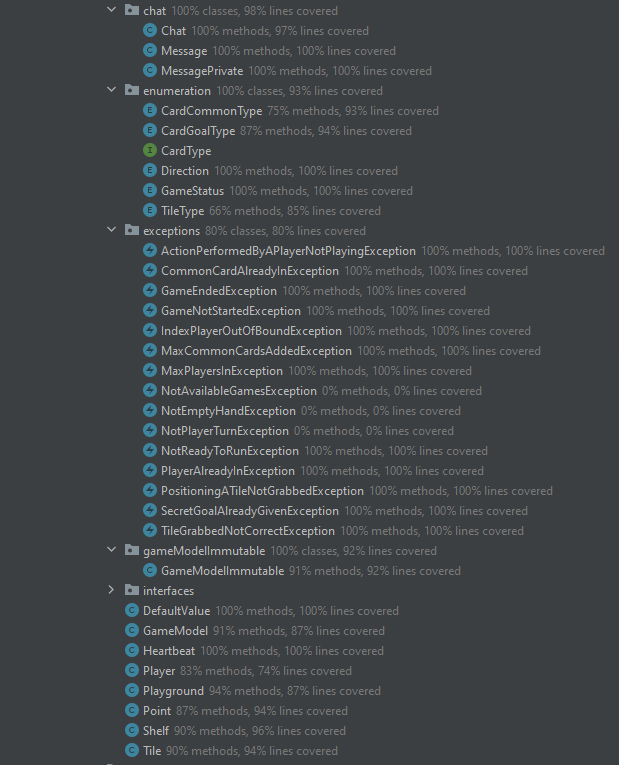 chat 100% classes, 98% lines covered
C Chat 100% methods, 97% lines covered
C Message 100% methods, 100% lines covered
C MessagePrivate 100% methods, 100% lines covered
enumeration 100% classes, 93% lines covered
E CardCommonType 75% methods, 93% lines covered
E CardGoalType 87% methods, 94% lines covered
I CardType
E Direction 100% methods, 100% lines covered
E GameStatus 100% methods, 100% lines covered
E TileType 66% methods, 85% lines covered
exceptions 80% classes, 80% lines covered
ActionPerformedByAPlayerNotPlayingException 100% methods, 100% lines covered
CommonCardAlreadyInException 100% methods, 100% lines covered
GameEndedException 100% methods, 100% lines covered
GameNotStartedException 100% methods, 100% lines covered
IndexPlayerOutOfBoundException 100% methods, 100% lines covered
MaxCommonCardsAddedException 100% methods, 100% lines covered
MaxPlayersInException 100% methods, 100% lines covered
NotAvailableGamesException 0% methods, 0% lines covered
NotEmptyHandException 0% methods, 0% lines covered
NotPlayerTurnException 0% methods, 0% lines covered
NotReadyToRunException 100% methods, 100% lines covered
PlayerAlreadyInException 100% methods, 100% lines covered
PositioningATileNotGrabbedException 100% methods, 100% lines covered
SecretGoalAlreadyGivenException 100% methods, 100% lines covered
TileGrabbedNotCorrectException 100% methods, 100% lines covered
gameModelImmutable 100% classes, 92% lines covered
C GameModelImmutable 91% methods, 92% lines covered
interfaces
C DefaultValue 100% methods, 100% lines covered
C GameModel 91% methods, 87% lines covered
C Heartbeat 100% methods, 100% lines covered
C Player 83% methods, 74% lines covered
C Playground 94% methods, 87% lines covered
C Point 87% methods, 94% lines covered
C Shelf 90% methods, 96% lines covered
C Tile 90% methods, 94% lines covered